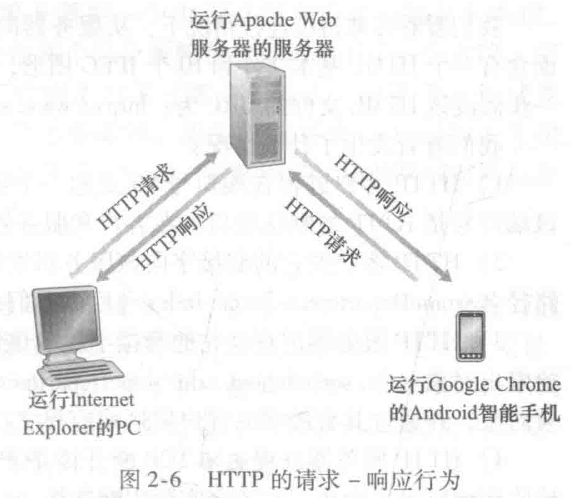 运行Apache Web
服务器的服务器
HTTP请求
HTTP响应
HTTP响应
HTTP请求
运行Internet
Explorer的PC
运行Google Chrome
的Android智能手机
图 2-6 HTTP 的请求 – 响应行为